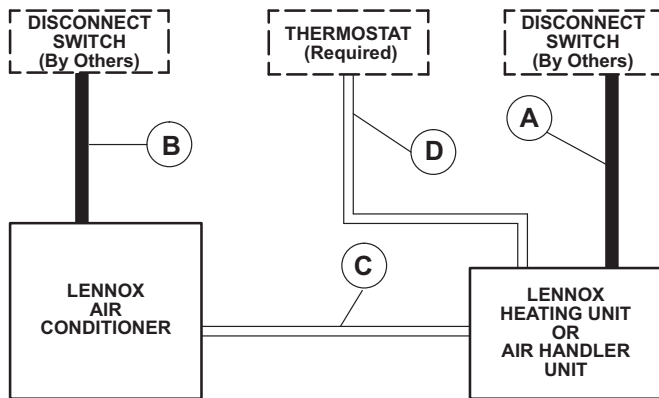 DISCONNECT
SWITCH
(By Others)
THERMOSTAT
(Required)
DISCONNECT
SWITCH
(By Others)
B
D
A
C
LENNOX
AIR
CONDITIONER
LENNOX
HEATING UNIT
OR
AIR HANDLER
UNIT